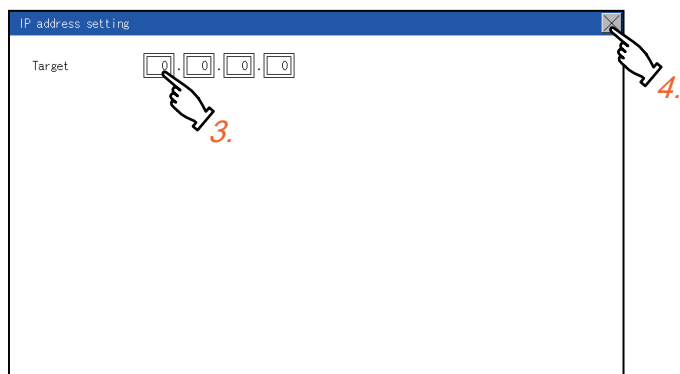 IP address setting
Target 0 . 0 . 0 . 0
3.
4.